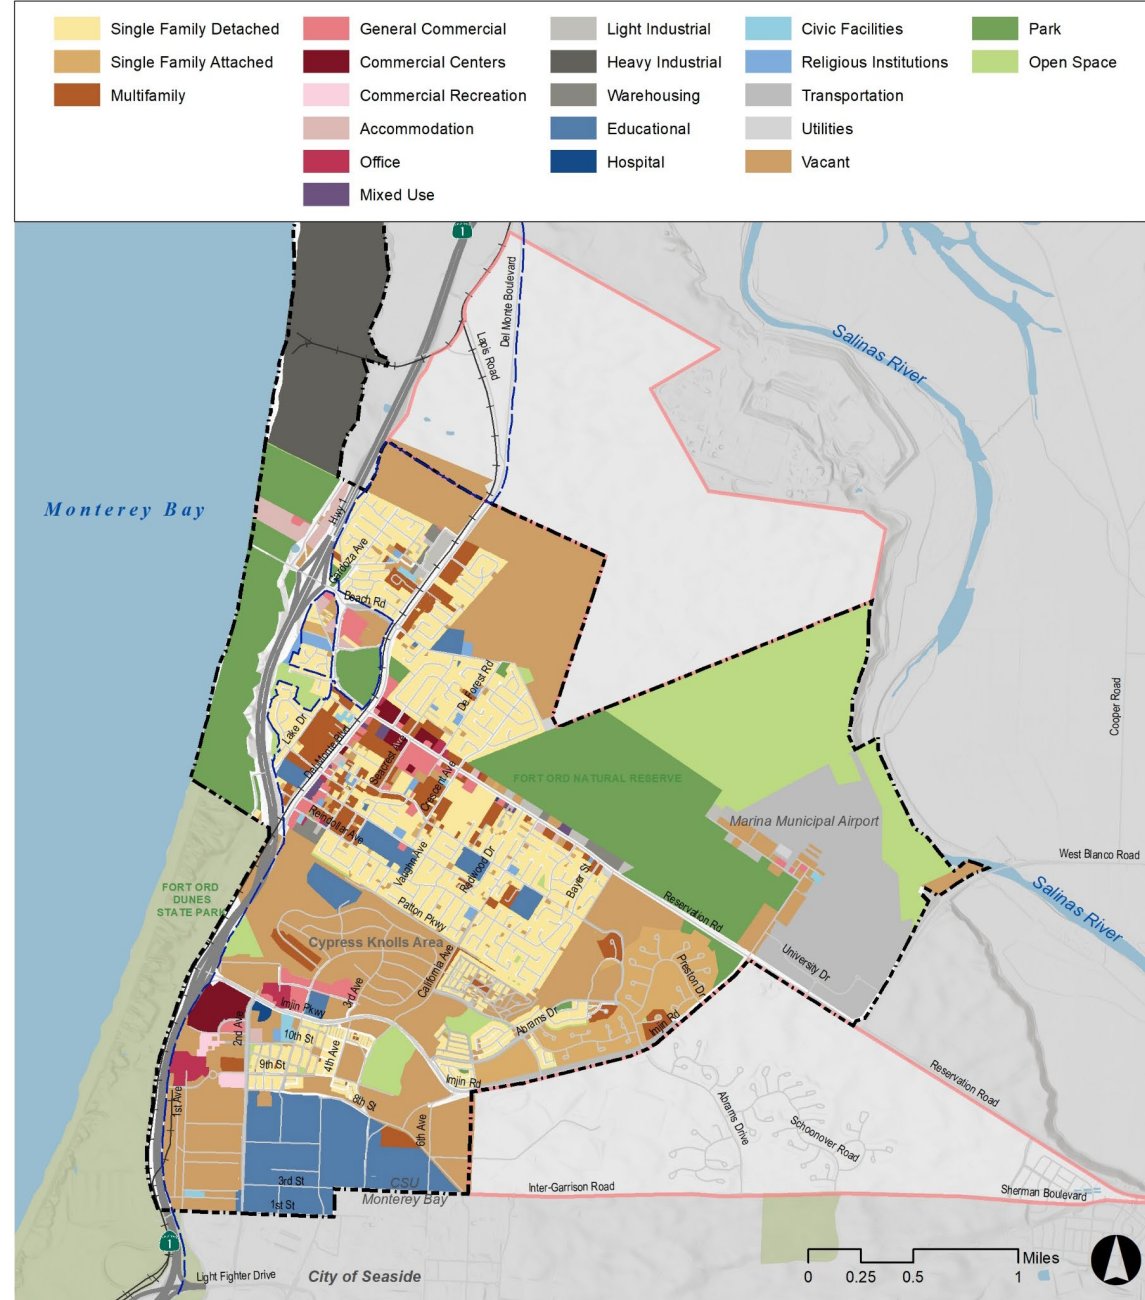 Single Family Detached
General Commercial
Light Industrial
Civic Facilities
Park
Single Family Attached
Commercial Centers
Heavy Industrial
Religious Institutions
Open Space
Multifamily
Commercial Recreation
Warehousing
Transportation
Accommodation
Educational
Utilities
Office
Hospital
Vacant
Mixed Use
1
Del Monte Boulevard
Lapis Road
Salinas River
Monterey Bay
Hwy 1
Cardoza Ave
Beach Rd
De Forest Rd
Cooper Road
Lake Dr
Del Monte Blvd
Seacrest Ave
Crescent Ave
FORT ORD NATURAL RESERVE
Marina Municipal Airport
Reindollar Ave
Vaughn Ave
Redwood Dr
Bayer St
West Blanco Road
Salinas River
FORT ORD
DUNES
STATE PARK
Patton Pkwy
Reservation Rd
Cypress Knolls Area
California Ave
Preston Dr
University Dr
3rd Ave
Imjin Pkwy
2nd Ave
10th St
4th Ave
Abrams Dr
Imjin Rd
9th St
Imjin Rd
8th St
1st Ave
6th Ave
Reservation Road
Abrams Drive
Schoonover Road
3rd St
CSU
Monterey Bay
1st St
Inter-Garrison Road
Sherman Boulevard
1
Light Fighter Drive
City of Seaside
Miles
0
0.25
0.5
1